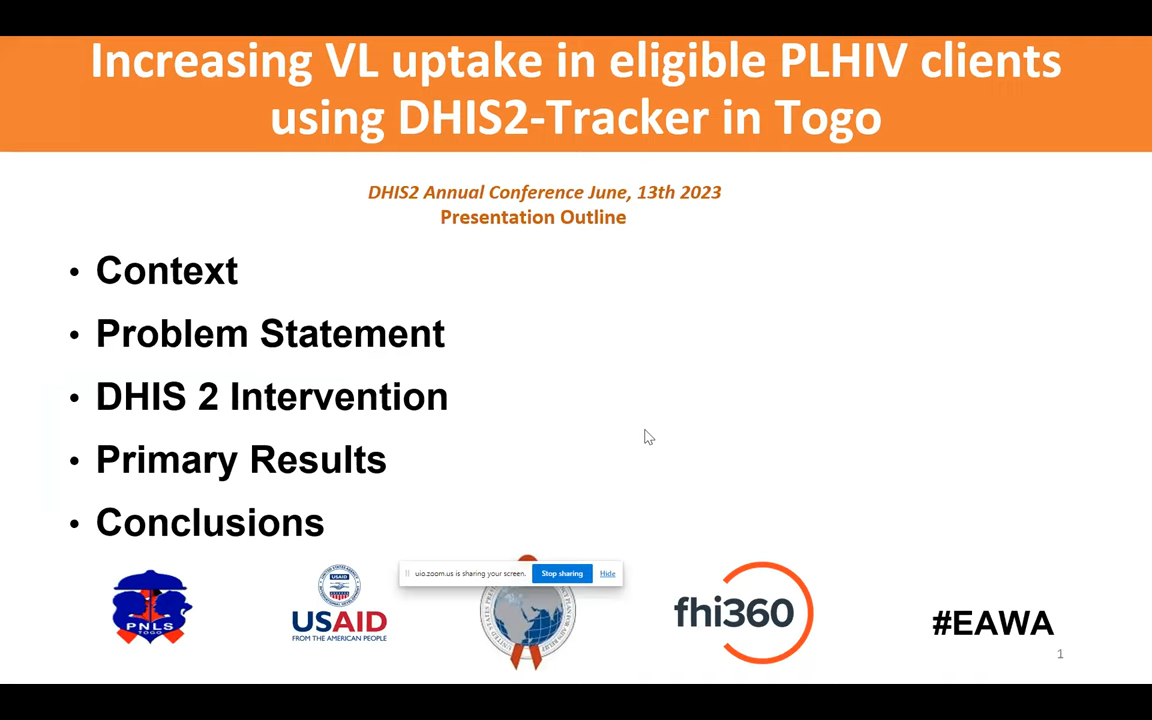 Increasing VL uptake in eligible PLHIV clients
using DHIS2-Tracker in Togo
DHIS2 Annual Conference June, 13th 2023
Presentation Outline
• Context
• Problem Statement
• DHIS 2 Intervention
• Primary Results
• Conclusions
uio.zoom.us is sharing your screen.
Stop sharing
Hide
PNLS
TOGO
USAID
USAID
FROM THE AMERICAN PEOPLE
fhi360
#EAWA
1